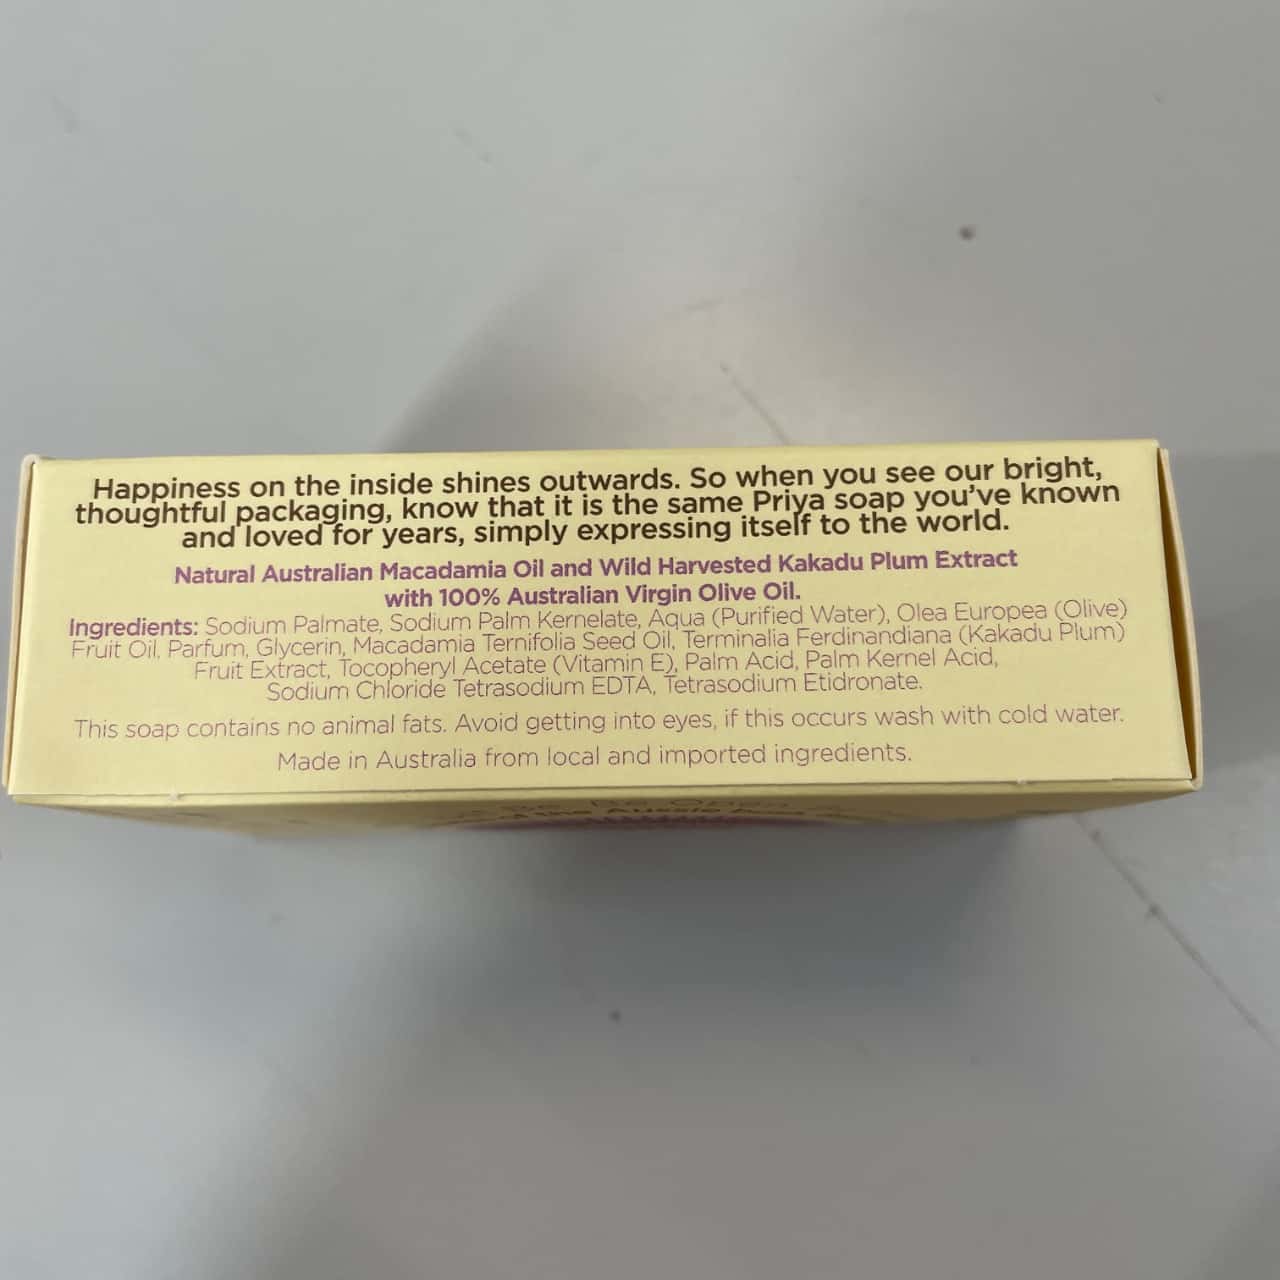 Happiness on the inside shines outwards. So when you see our bright,
thoughtful packaging, know that it is the same Priya soap you've known
and loved for years, simply expressing itself to the world.
Natural Australian Macadamia Oil and Wild Harvested Kakadu Plum Extract
with 100% Australian Virgin Olive Oil.
Ingredients: Sodium Palmate, Sodium Palm Kernelate, Aqua (Purified Water), Olea Europea (Olive)
Fruit Oil, Parfum, Glycerin, Macadamia Ternifolia Seed Oil, Terminalia Ferdinandiana (Kakadu Plum)
Fruit Extract, Tocopheryl Acetate (Vitamin E), Palm Acid, Palm Kernel Acid,
Sodium Chloride Tetrasodium EDTA, Tetrasodium Etidronate.
This soap contains no animal fats. Avoid getting into eyes, if this occurs wash with cold water.
Made in Australia from local and imported ingredients.